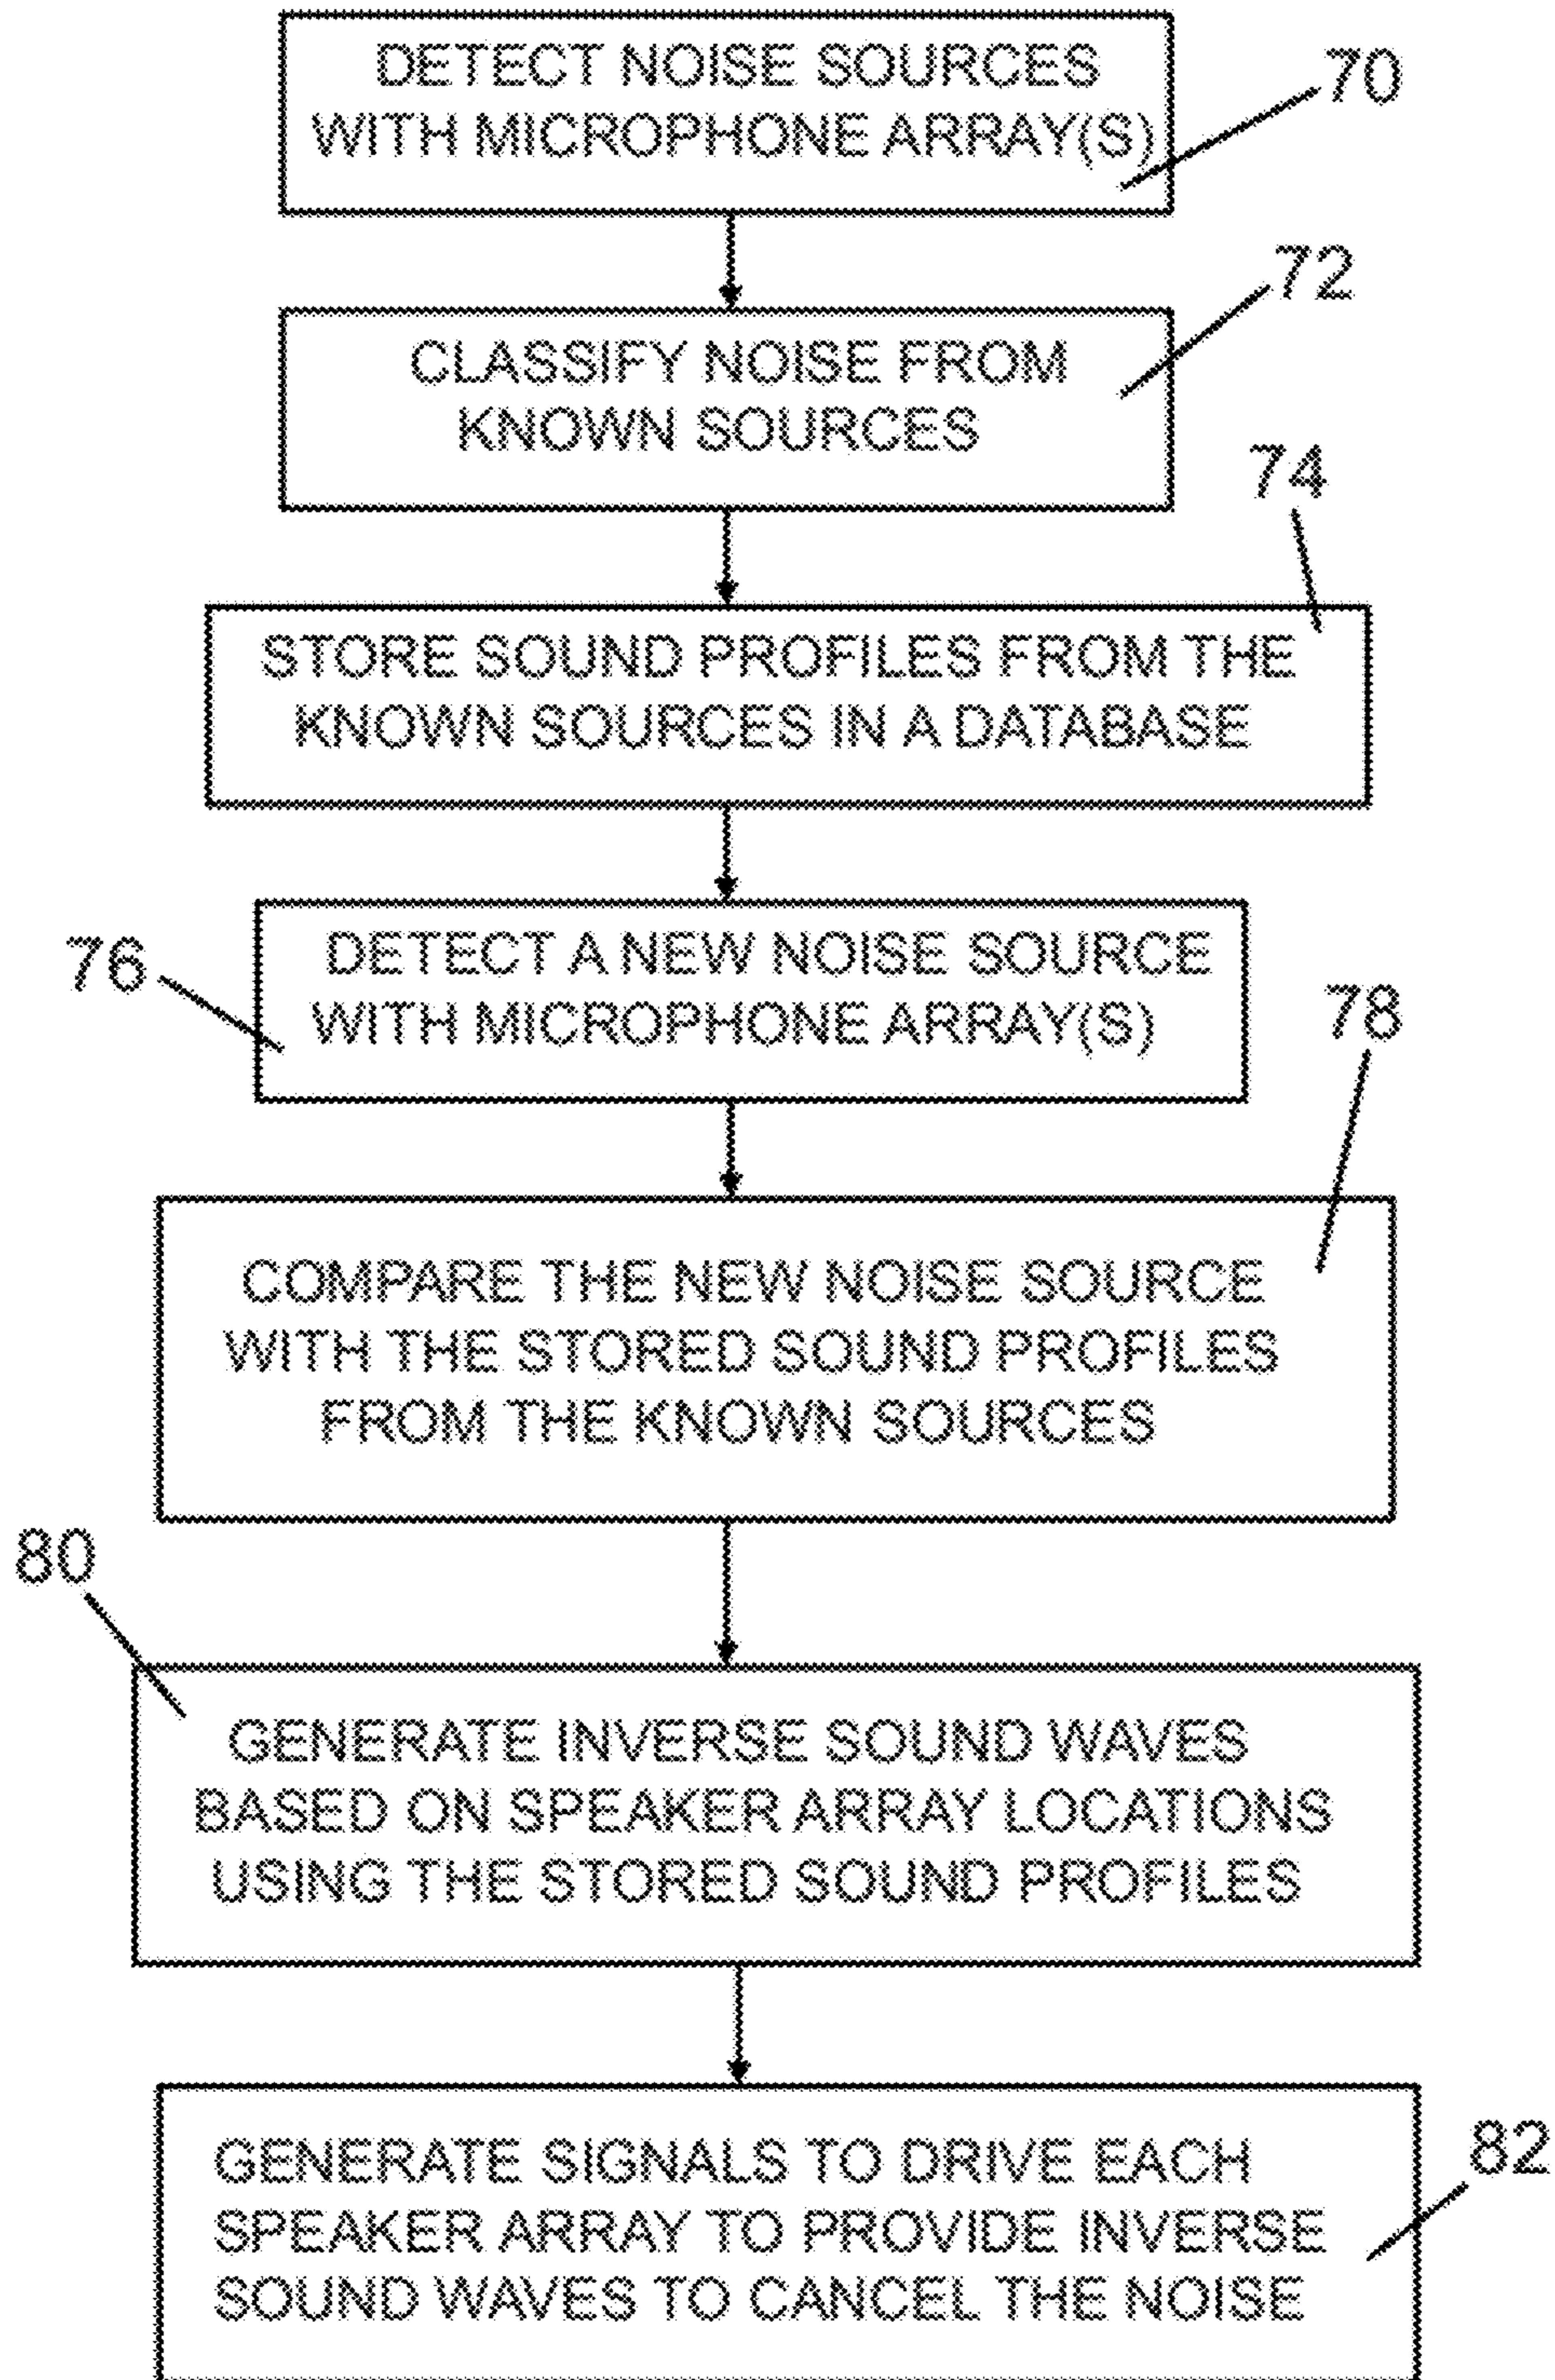 DETECT NOISE SOURCES
WITH MICROPHONE ARRAY(S)
70
CLASSIFY NOISE FROM
KNOWN SOURCES
72
74
STORE SOUND PROFILES FROM THE
KNOWN SOURCES IN A DATABASE
76
DETECT A NEW NOISE SOURCE
WITH MICROPHONE ARRAY(S)
78
COMPARE THE NEW NOISE SOURCE
WITH THE STORED SOUND PROFILES
FROM THE KNOWN SOURCES
80
GENERATE INVERSE SOUND WAVES
BASED ON SPEAKER ARRAY LOCATIONS
USING THE STORED SOUND PROFILES
GENERATE SIGNALS TO DRIVE EACH
SPEAKER ARRAY TO PROVIDE INVERSE
SOUND WAVES TO CANCEL THE NOISE
82